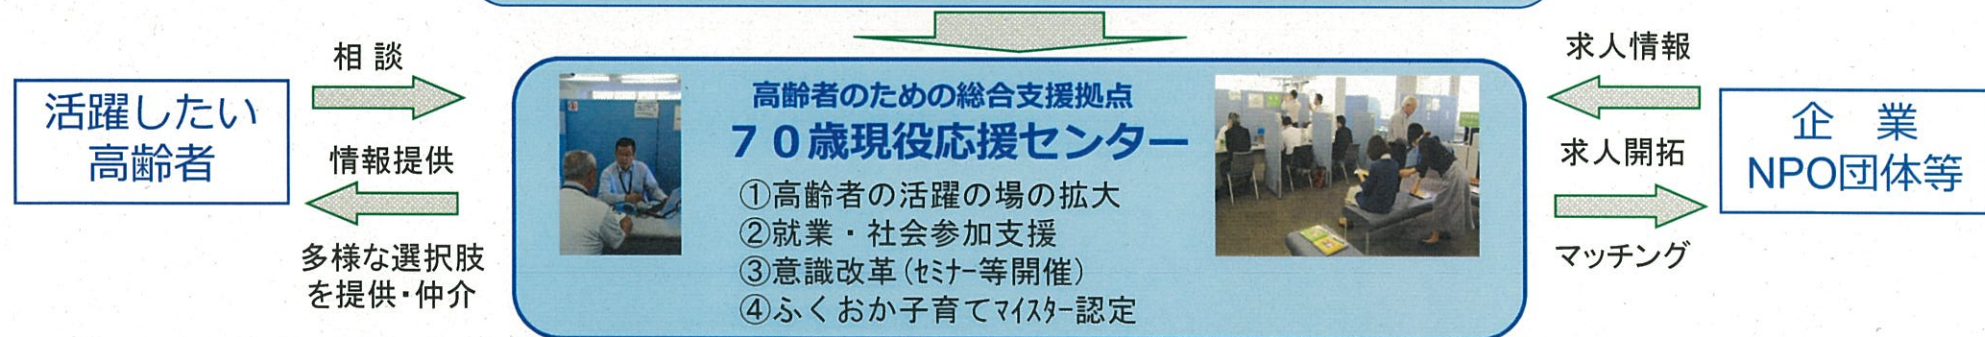 相 談
活躍したい
高齢者
情報提供
多様な選択肢
を提供・仲介
高齢者のための総合支援拠点
７０歳現役応援センター
①高齢者の活躍の場の拡大
②就業・社会参加支援
③意識改革(ｾﾐﾅｰ等開催)
④ふくおか子育てﾏｲｽﾀｰ認定
求人情報
求人開拓
マッチング
企　業
NPO団体等